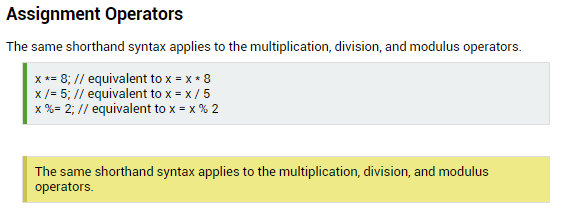 Assignment Operators
The same shorthand syntax applies to the multiplication, division, and modulus operators.
x *= 8; // equivalent to x = x * 8
x /= 5; // equivalent to x = x / 5
x %= 2; // equivalent to x = x % 2
The same shorthand syntax applies to the multiplication, division, and modulus
operators.